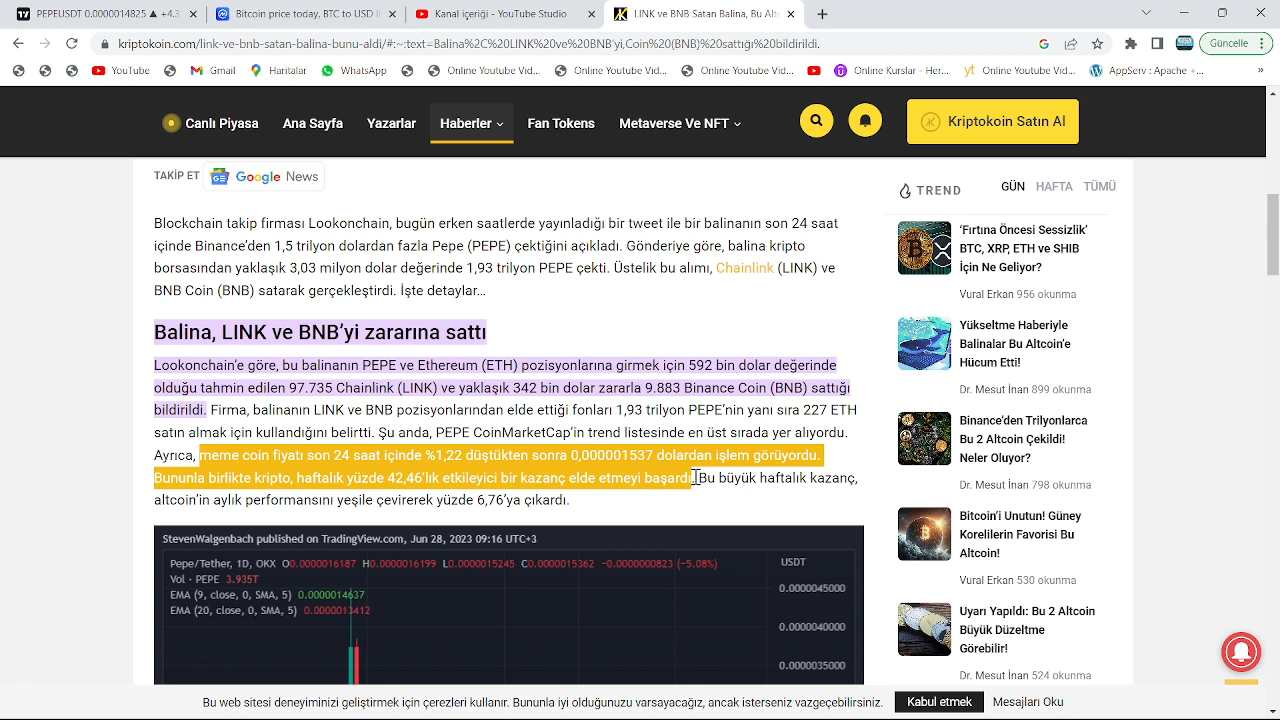 PEPEUSDT 0.000014825 ▲ +4.3
Bitcoin price today, BTC to USD l
Kanal içeriği - YouTube Studio
LINK ve BNB Satan Balina, Bu Alt
kriptokoin.com/link-ve-bnb-satan-balina-bu-altcoinden-bunu-aldi/#:~:text=Balina%2C%20LINK%20ve%20BNB'yi,Coin%20(BNB)%20sattığı%20bildirildi.
Güncelle
YouTube
Gmail
Haritalar
WhatsApp
Online Youtube Vid...
Online Youtube Vid...
Online Youtube Vid...
Online Kurslar - Her...
Online Youtube Vid...
AppServ : Apache +...
»
Canlı Piyasa
Ana Sayfa
Yazarlar
Haberler
Fan Tokens
Metaverse Ve NFT
Kriptokoin Satın Al
TAKİP ET
Google News
Blockchain takip firması Lookonchain, bugün erken saatlerde yayınladığı bir tweet ile bir balinanın son 24 saat
içinde Binance'den 1,5 trilyon dolardan fazla Pepe (PEPE) çektiğini açıkladı. Gönderiye göre, balina kripto
borsasından yaklaşık 3,03 milyon dolar değerinde 1,93 trilyon PEPE çekti. Üstelik bu alımı, Chainlink (LINK) ve
BNB Coin (BNB) satarak gerçekleştirdi. İşte detaylar…
Balina, LINK ve BNB'yi zararına sattı
Lookonchain'e göre bu balinanın PEPE ve Ethereum (ETH) pozisyonlarına girmek için 592 bin dolar değerinde
olduğu tahmin edilen 97.735 Chainlink (LINK) ve yaklaşık 342 bin dolar zararla 9.883 Binance Coin (BNB) sattığı
bildirildi. Firma, balinanın LINK ve BNB pozisyonlarından elde ettiği fonları 1,93 trilyon PEPE'nin yanı sıra 227 ETH
satın almak için kullandığını belirtti. Şu anda, PEPE CoinMarketCap'in trend listesinde en üst sırada yer alıyordu.
Ayrıca, meme coin fiyatı son 24 saat içinde %1,22 düştükten sonra 0,000001537 dolardan işlem görüyordu.
Bununla birlikte kripto, haftalık yüzde 42,46'lık etkileyici bir kazanç elde etmeyi başardı. Bu büyük haftalık kazanç,
altcoin'in aylık performansını yeşile çevirerek yüzde 6,76'ya çıkardı.
StevenWalgenbach published on TradingView.com, Jun 28, 2023 09:16 UTC+3
Pepe/Tether, 1D, OKX O0.0000016187 H0.0000016199 L0.0000015245 C0.0000015362 −0.0000000823 (−5.08%)
USDT
Vol · PEPE 3.935T
EMA (9, close, 0, SMA, 5) 0.0000014637
EMA (20, close, 0, SMA, 5) 0.0000013412
0.0000045000
0.0000040000
0.0000035000
TREND
GÜN
HAFTA
TÜMÜ
'Fırtına Öncesi Sessizlik'
BTC, XRP, ETH ve SHIB
İçin Ne Geliyor?
Vural Erkan 956 okunma
Yükseltme Haberiyle
Balinalar Bu Altcoin'e
Hücum Etti!
Dr. Mesut İnan 899 okunma
Binance'den Trilyonlarca
Bu 2 Altcoin Çekildi!
Neler Oluyor?
Dr. Mesut İnan 798 okunma
Bitcoin'i Unutun! Güney
Korelilerin Favorisi Bu
Altcoin!
Vural Erkan 530 okunma
Uyarı Yapıldı: Bu 2 Altcoin
Büyük Düzeltme
Görebilir!
Dr. Mesut İnan 524 okunma
eyiminizi geliştirmek için çerezleri kullanır. Bununla iyi olduğunuzu varsayacağız, ancak isterseniz vazgeçebilirsiniz.
Kabul etmek
Mesajları Oku